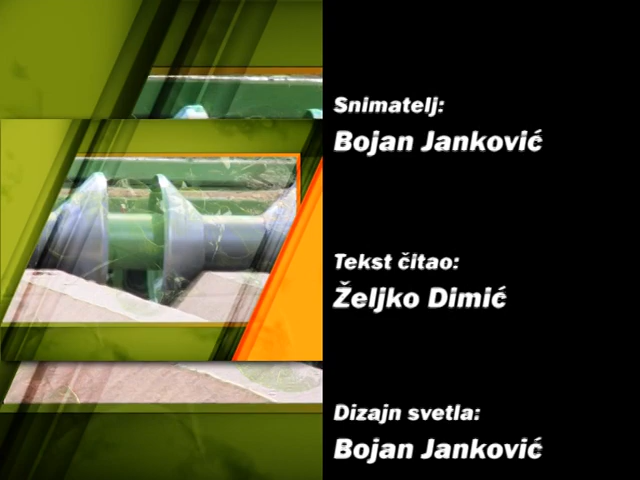 Snimatelj:
Bojan Janković
Tekst čitao:
Željko Dimić
Dizajn svetla:
Bojan Janković